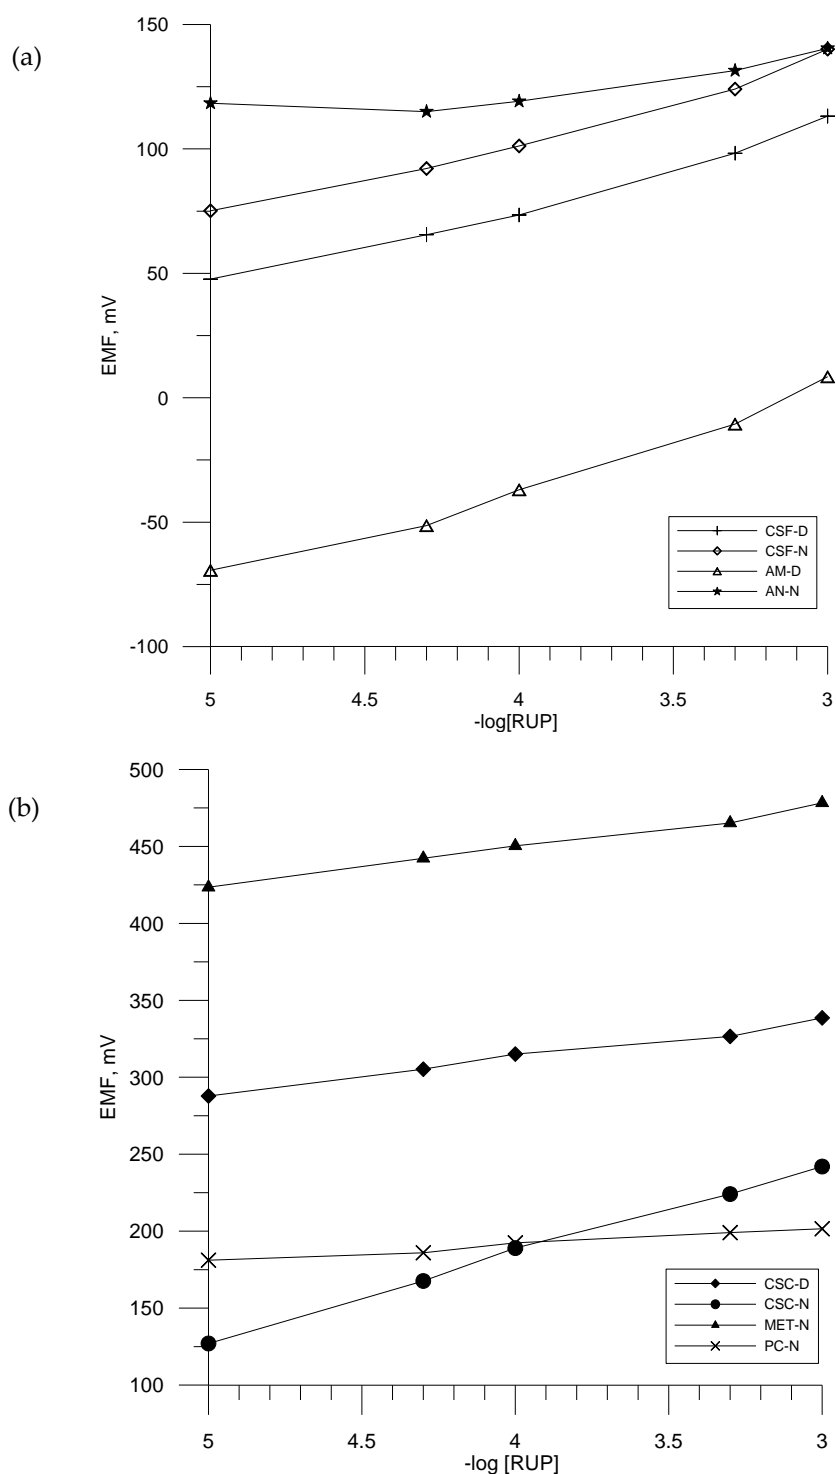 (a)
150
100
50
0
-50
-100
EMF, mV
CSF-D
CSF-N
AM-D
AN-N
5 4.5 4 3.5 3
-log[RUP]
(b)
500
450
400
350
300
250
200
150
100
EMF, mV
CSC-D
CSC-N
MET-N
PC-N
5 4.5 4 3.5 3
-log [RUP]